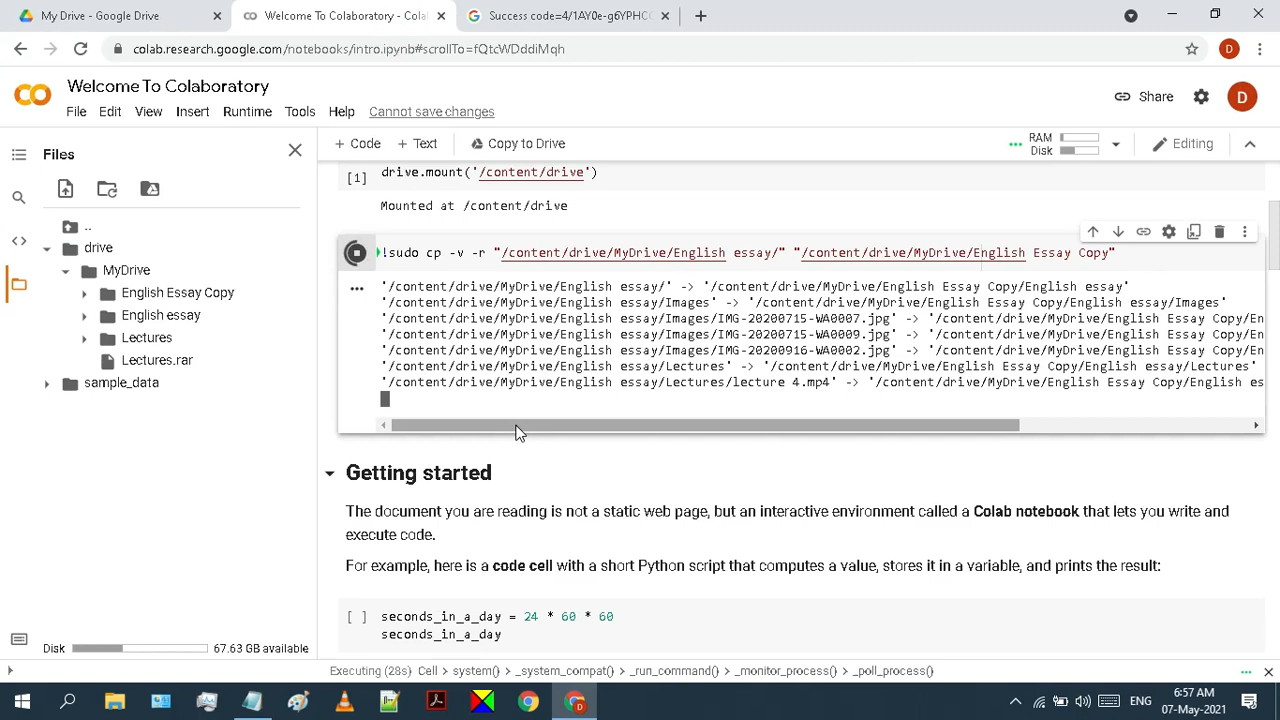 My Drive - Google Drive
Welcome To Colaboratory - Cola
Success code=4/1AY0e-g6YPHCC
colab.research.google.com/notebooks/intro.ipynb#scrollTo=fQtcWDddiMqh
D
Welcome To Colaboratory
File Edit View Insert Runtime Tools Help Cannot save changes
Share
D
Files
+ Code + Text Copy to Drive
RAM
Disk
Editing
..
drive
MyDrive
English Essay Copy
English essay
Lectures
Lectures.rar
sample_data
Disk 67.63 GB available
[1] drive.mount('/content/drive')
Mounted at /content/drive
!sudo cp -v -r "/content/drive/MyDrive/English essay/" "/content/drive/MyDrive/English Essay Copy"
'/content/drive/MyDrive/English essay/' -> '/content/drive/MyDrive/English Essay Copy/English essay'
'/content/drive/MyDrive/English essay/Images' -> '/content/drive/MyDrive/English Essay Copy/English essay/Images'
'/content/drive/MyDrive/English essay/Images/IMG-20200715-WA0007.jpg' -> '/content/drive/MyDrive/English Essay Copy/En
'/content/drive/MyDrive/English essay/Images/IMG-20200715-WA0009.jpg' -> '/content/drive/MyDrive/English Essay Copy/En
'/content/drive/MyDrive/English essay/Images/IMG-20200916-WA0002.jpg' -> '/content/drive/MyDrive/English Essay Copy/En
'/content/drive/MyDrive/English essay/Lectures' -> '/content/drive/MyDrive/English Essay Copy/English essay/Lectures'
'/content/drive/MyDrive/English essay/Lectures/lecture 4.mp4' -> '/content/drive/MyDrive/English Essay Copy/English es
Getting started
The document you are reading is not a static web page, but an interactive environment called a Colab notebook that lets you write and
execute code.
For example, here is a code cell with a short Python script that computes a value, stores it in a variable, and prints the result:
[ ] seconds_in_a_day = 24 * 60 * 60
seconds_in_a_day
Executing (28s) Cell > system() > _system_compat() > _run_command() > _monitor_process() > _poll_process()
D
ENG
6:57 AM
07-May-2021